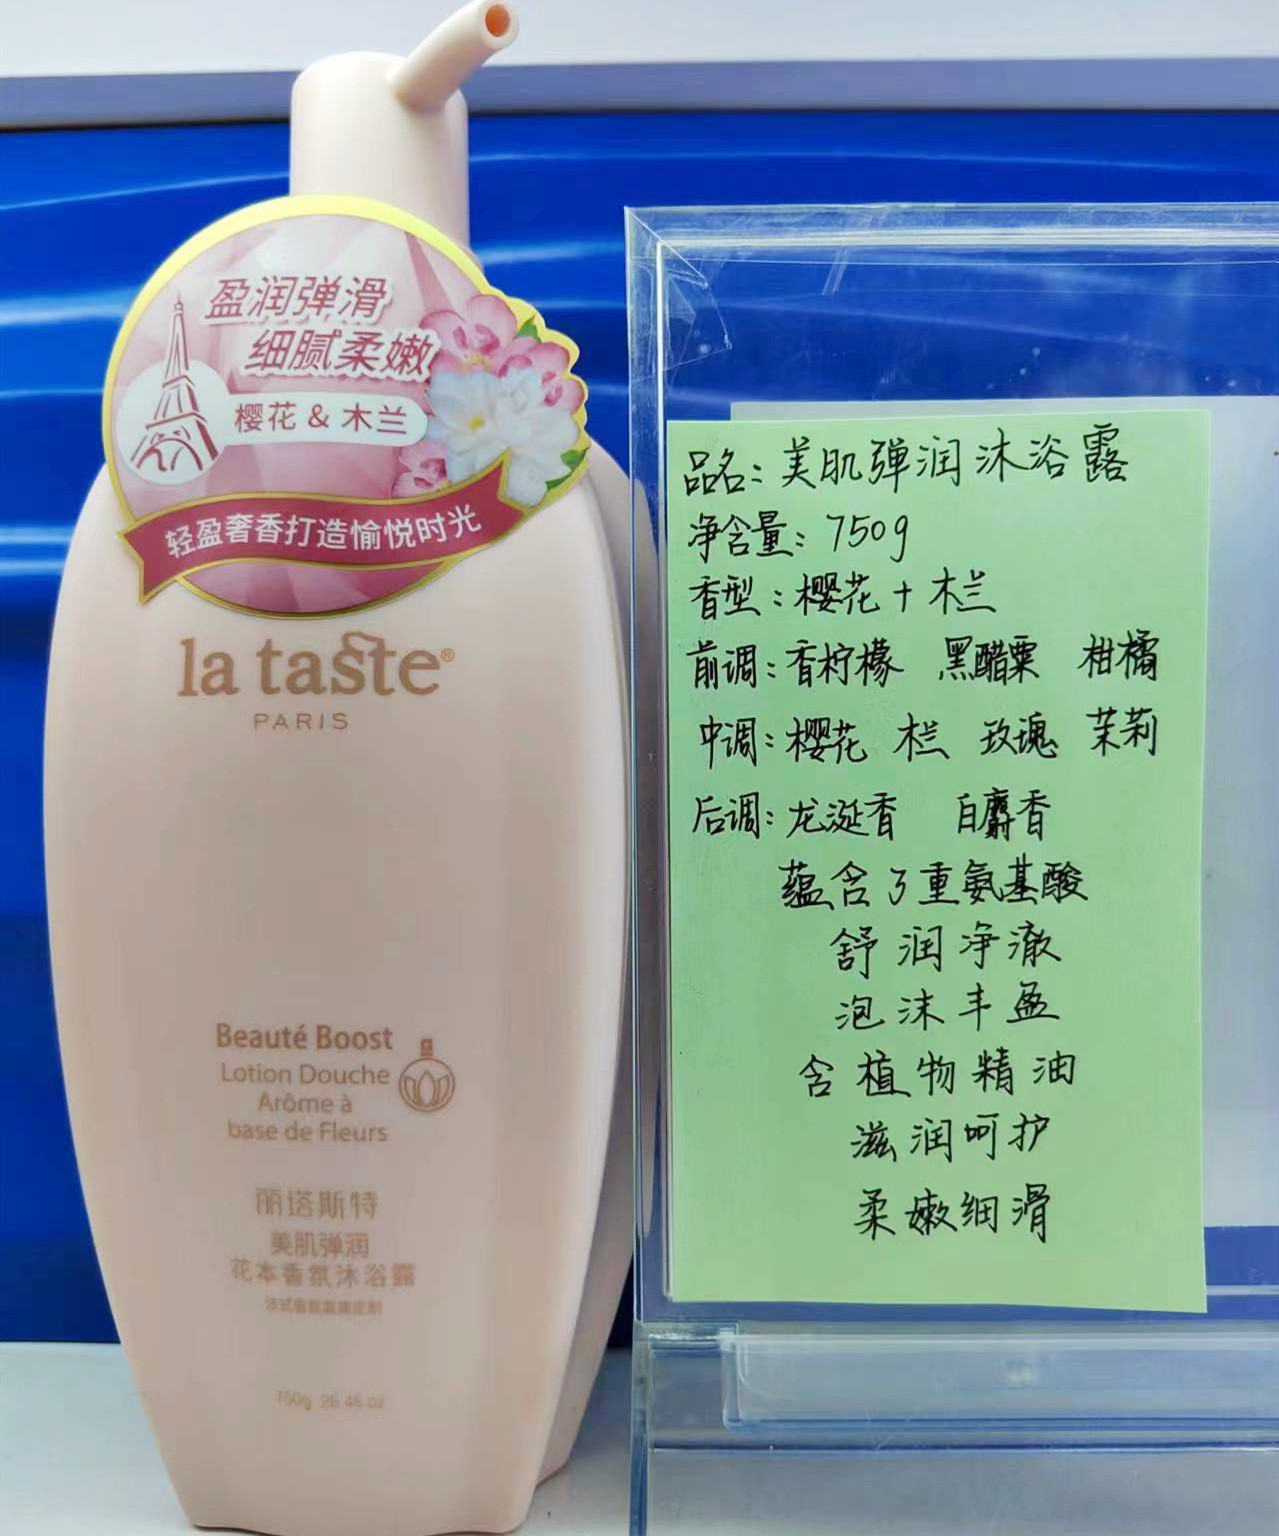 盈润弹滑
细腻柔嫩
樱花 & 木兰
轻盈奢香打造愉悦时光
la taste®
PARIS
Beauté Boost
Lotion Douche
Arôme à
base de Fleurs
丽塔斯特
美肌弹润
花本香氛沐浴露
750g 26.45 oz
品名：美肌弹润沐浴露
净含量：750g
香型：樱花+木兰
前调：香柠檬 黑醋粟 柑橘
中调：樱花 木兰 玫瑰 茉莉
后调：龙涎香 白麝香
蕴含3重氨基酸
舒润净澈
泡沫丰盈
含植物精油
滋润呵护
柔嫩细滑